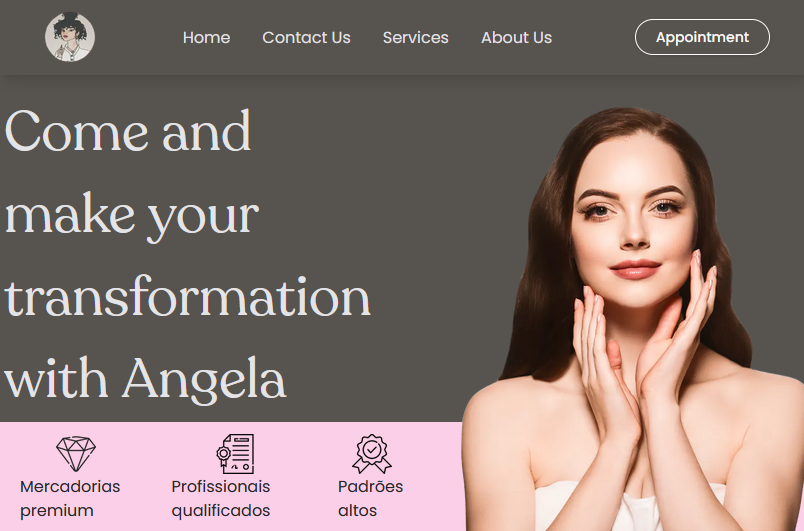 Home Contact Us Services About Us Appointment
Come and
make your
transformation
with Angela
Mercadorias Profissionais Padrões
premium qualificados altos